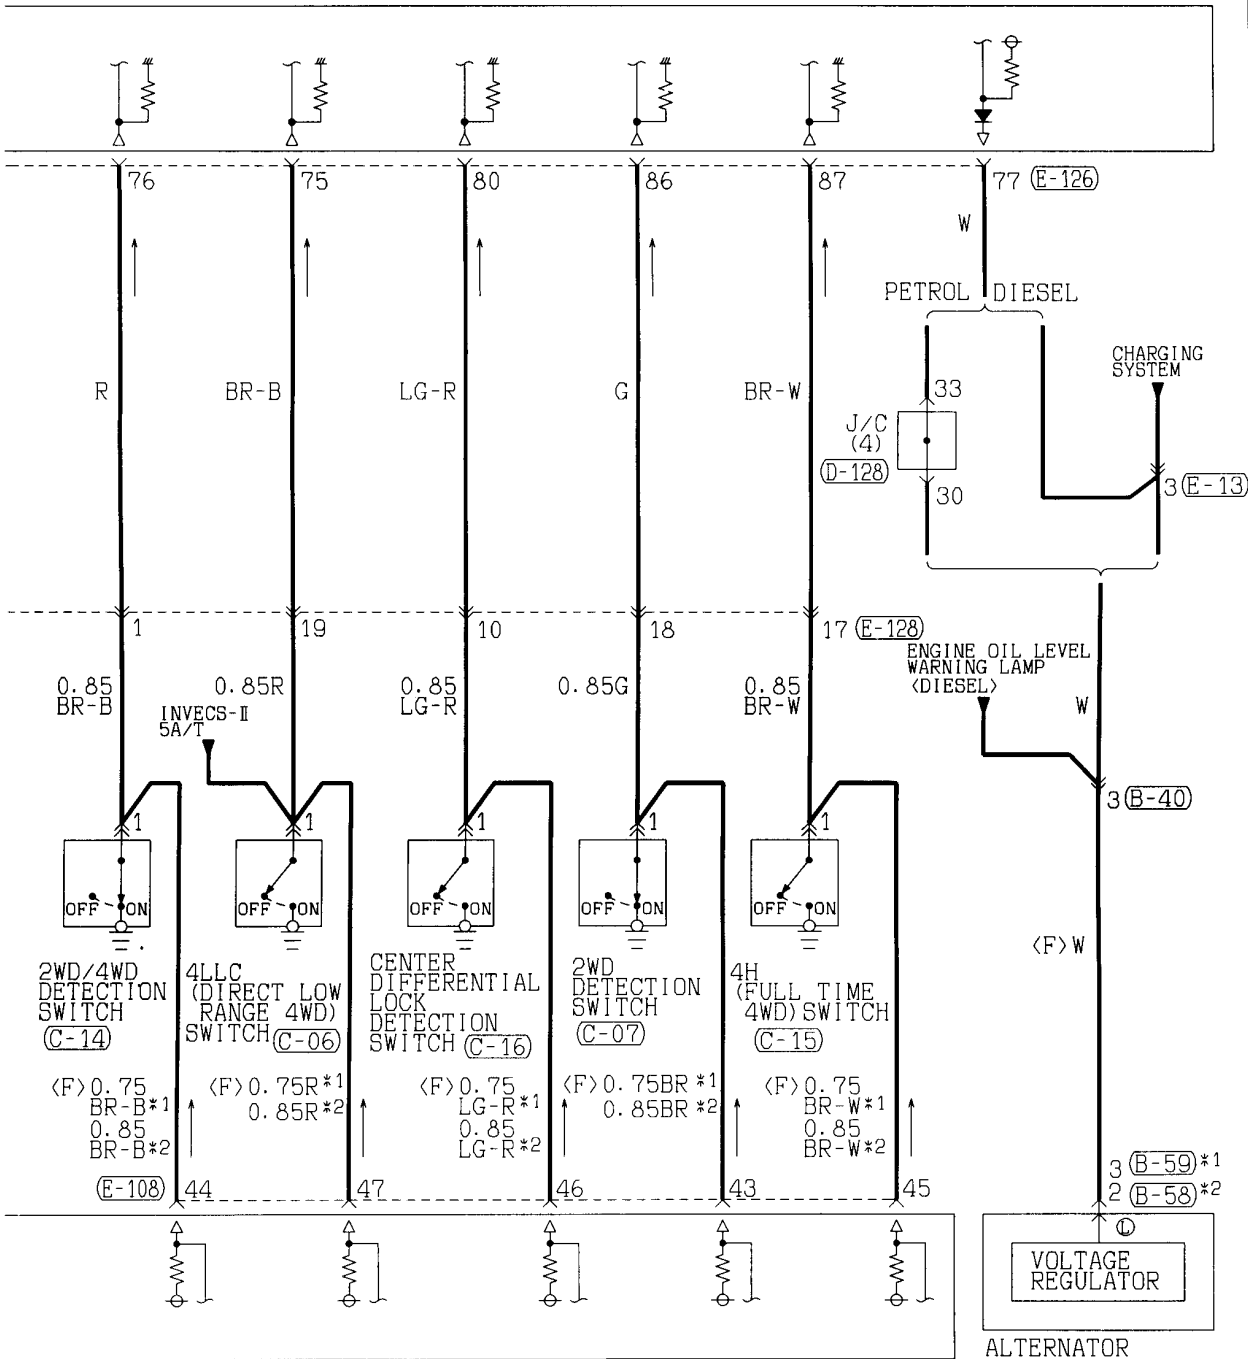 76
75
80
86
87
77 (E-126)
W
PETROL DIESEL
CHARGING
SYSTEM
R
BR-B
LG-R
G
BR-W
33
J/C
(4)
(D-128)
30
3 (E-13)
1
19
10
18
17 (E-128)
ENGINE OIL LEVEL
WARNING LAMP
<DIESEL>
0.85
BR-B
0.85R
0.85
LG-R
0.85G
0.85
BR-W
W
INVECS-II
5A/T
3 (B-40)
1
1
1
1
1
OFF ON
OFF ON
OFF ON
OFF ON
OFF ON
<F>W
2WD/4WD
DETECTION
SWITCH
(C-14)
4LLC
(DIRECT LOW
RANGE 4WD)
SWITCH (C-06)
CENTER
DIFFERENTIAL
LOCK
DETECTION
SWITCH (C-16)
2WD
DETECTION
SWITCH
(C-07)
4H
(FULL TIME
4WD) SWITCH
(C-15)
<F>0.75
BR-B*1
0.85
BR-B*2
<F>0.75R*1
0.85R*2
<F>0.75
LG-R*1
0.85
LG-R*2
<F>0.75BR*1
0.85BR*2
<F>0.75
BR-W*1
0.85
BR-W*2
(E-108) 44
47
46
43
45
3 (B-59)*1
2 (B-58)*2
L
VOLTAGE
REGULATOR
ALTERNATOR